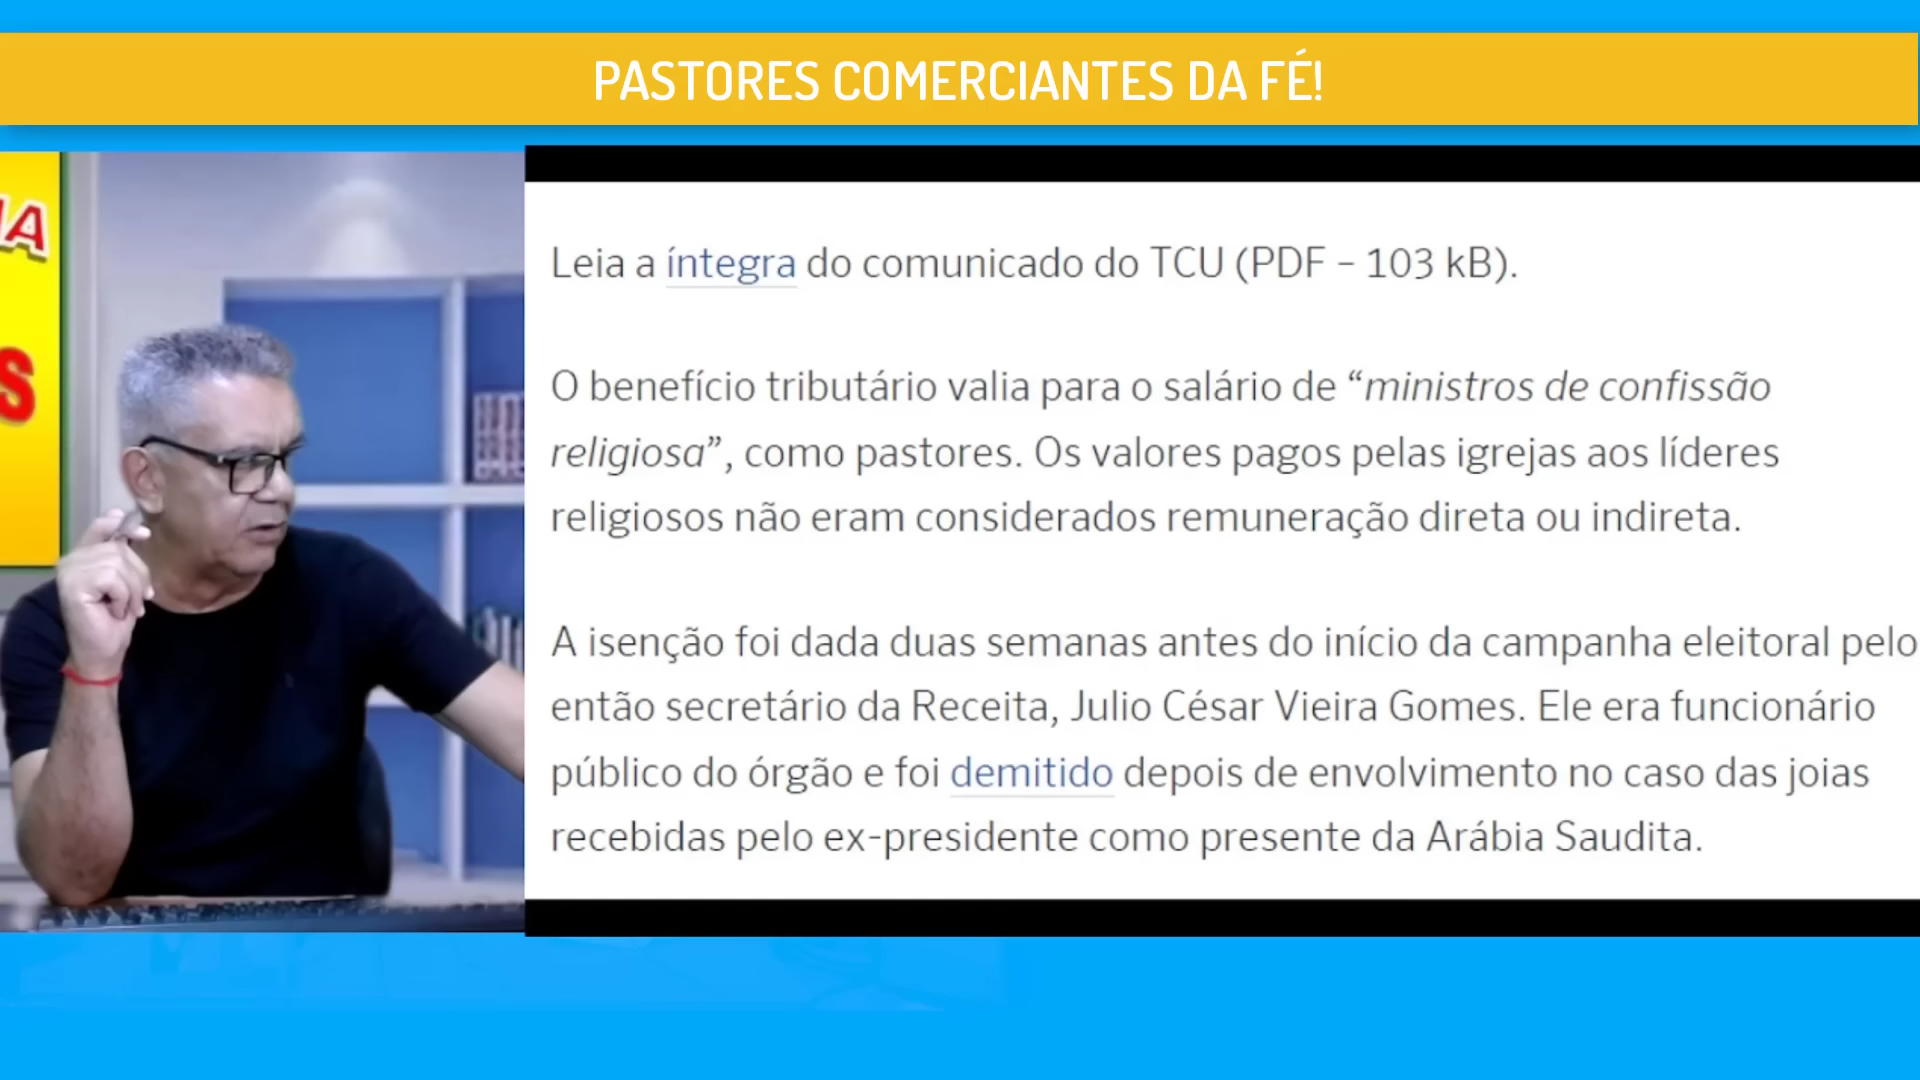 PASTORES COMERCIANTES DA FÉ!
IA
S
Leia a íntegra do comunicado do TCU (PDF – 103 kB).
O benefício tributário valia para o salário de “ministros de confissão
religiosa”, como pastores. Os valores pagos pelas igrejas aos líderes
religiosos não eram considerados remuneração direta ou indireta.
A isenção foi dada duas semanas antes do início da campanha eleitoral pelo
então secretário da Receita, Julio César Vieira Gomes. Ele era funcionário
público do órgão e foi demitido depois de envolvimento no caso das joias
recebidas pelo ex-presidente como presente da Arábia Saudita.